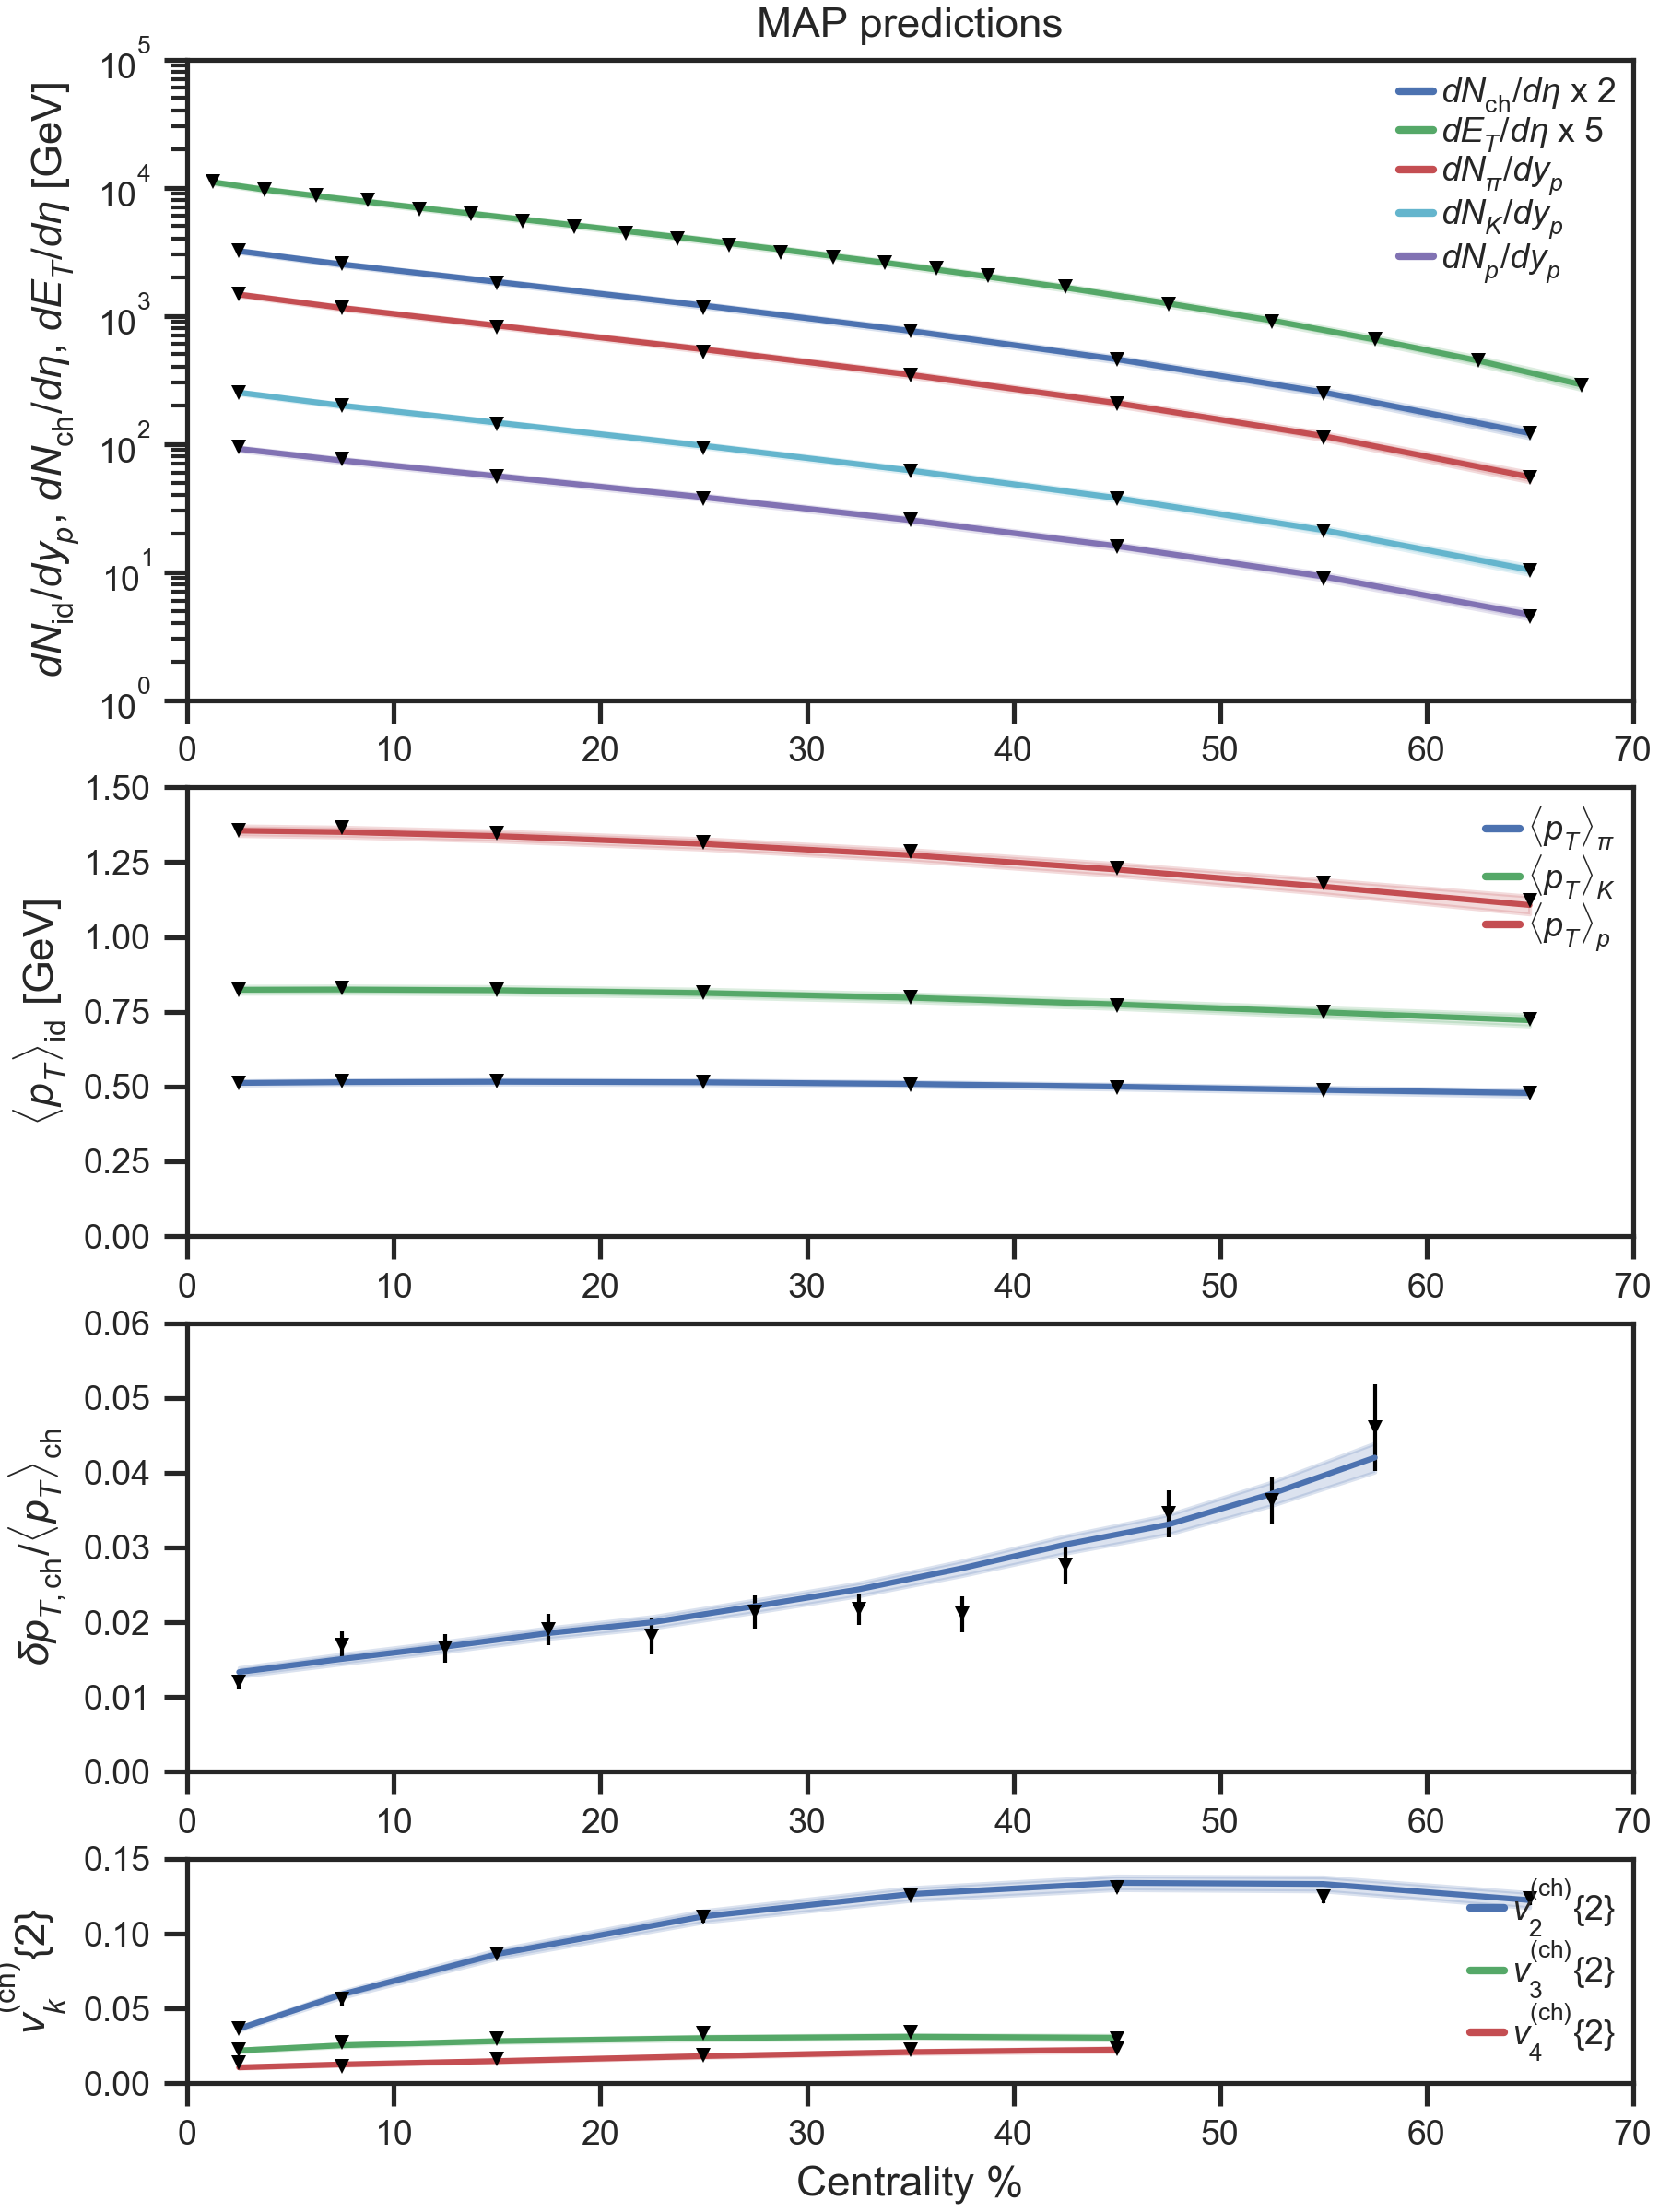 MAP predictions
dN_id/dy_p, dN_ch/dη, dE_T/dη [GeV]
10^5
10^4
10^3
10^2
10^1
10^0
dN_ch/dη x 2
dE_T/dη x 5
dN_π/dy_p
dN_K/dy_p
dN_p/dy_p
0 10 20 30 40 50 60 70
⟨p_T⟩_id [GeV]
1.50
1.25
1.00
0.75
0.50
0.25
0.00
⟨p_T⟩_π
⟨p_T⟩_K
⟨p_T⟩_p
0 10 20 30 40 50 60 70
δp_T,ch/⟨p_T⟩_ch
0.06
0.05
0.04
0.03
0.02
0.01
0.00
0 10 20 30 40 50 60 70
v_k^(ch){2}
0.15
0.10
0.05
0.00
v_2^(ch){2}
v_3^(ch){2}
v_4^(ch){2}
0 10 20 30 40 50 60 70
Centrality %